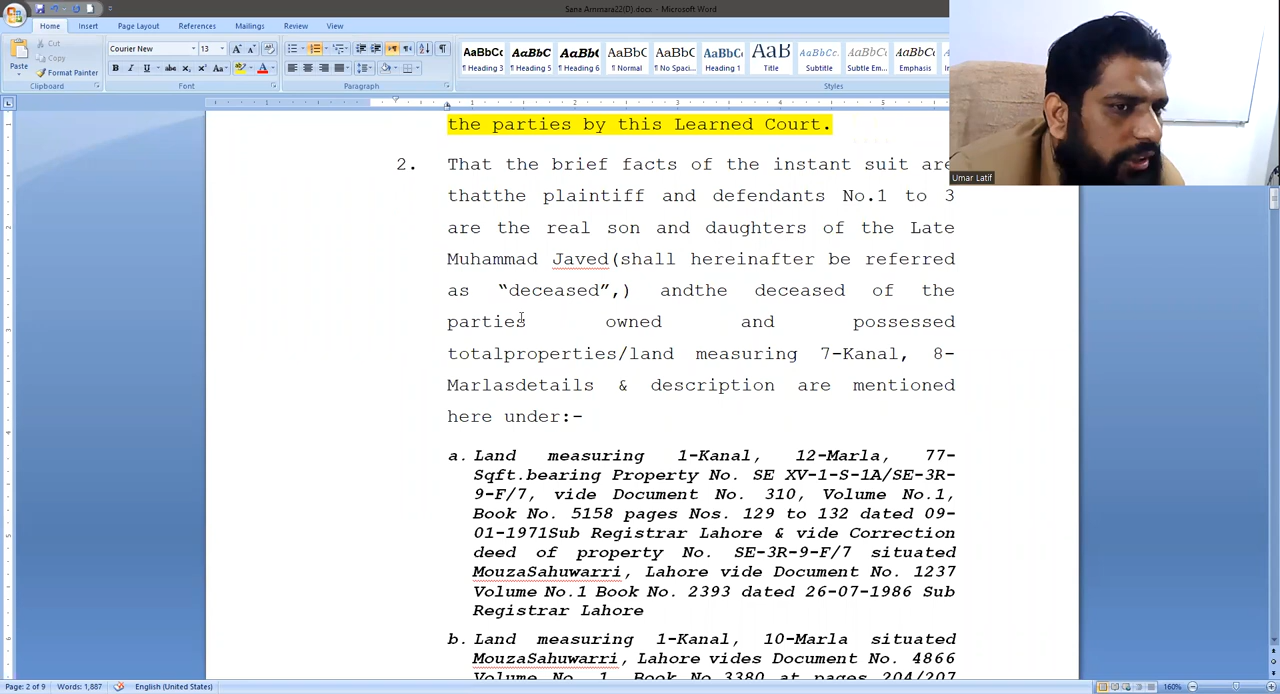 Sana Ammara22(D).docx - Microsoft Word
Home Insert Page Layout References Mailings Review View
Cut
Copy
Format Painter
Paste
Clipboard
Courier New 13
Font
Paragraph
AaBbCc AaBbC AaBbC AaBbCc AaBbCc AaBbC AaB AaBbCc. AaBbCc AaBbCc
Heading 3 Heading 5 Heading 6 ¶ Normal ¶ No Spaci... Heading 1 Title Subtitle Subtle Em... Emphasis
Styles
Umar Latif
the parties by this Learned Court.
2. That the brief facts of the instant suit are
thatthe plaintiff and defendants No.1 to 3
are the real son and daughters of the Late
Muhammad Javed(shall hereinafter be referred
as “deceased”,) andthe deceased of the
parties owned and possessed
totalproperties/land measuring 7-Kanal, 8-
Marlasdetails & description are mentioned
here under:-
a. Land measuring 1-Kanal, 12-Marla, 77-
Sqft.bearing Property No. SE XV-1-S-1A/SE-3R-
9-F/7, vide Document No. 310, Volume No.1,
Book No. 5158 pages Nos. 129 to 132 dated 09-
01-1971Sub Registrar Lahore & vide Correction
deed of property No. SE-3R-9-F/7 situated
MouzaSahuwarri, Lahore vide Document No. 1237
Volume No.1 Book No. 2393 dated 26-07-1986 Sub
Registrar Lahore
b. Land measuring 1-Kanal, 10-Marla situated
MouzaSahuwarri, Lahore vides Document No. 4866
Volume No. 1, Book No.3380 at pages 204/207
Page: 2 of 9 Words: 1,887 English (United States) 160%